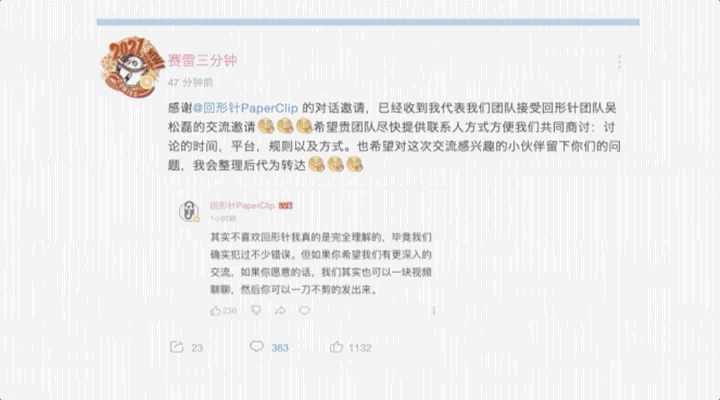 2021
赛雷三分钟
47 分钟前
感谢@回形针PaperClip 的对话邀请，已经收到我代表我们团队接受回形针团队吴
松磊的交流邀请希望贵团队尽快提供联系人方式方便我们共同商讨：讨
论的时间，平台，规则以及方式。也希望对这次交流感兴趣的小伙伴留下你们的问
题，我会整理后代为转达
回形针PaperClip LV6
1小时前
其实不喜欢回形针我真的是完全理解的，毕竟我们
确实犯过不少错误。但如果你希望我们有更深入的
交流，如果你愿意的话，我们其实也可以一块视频
聊聊，然后你可以一刀不剪的发出来。
236
23
363
1132